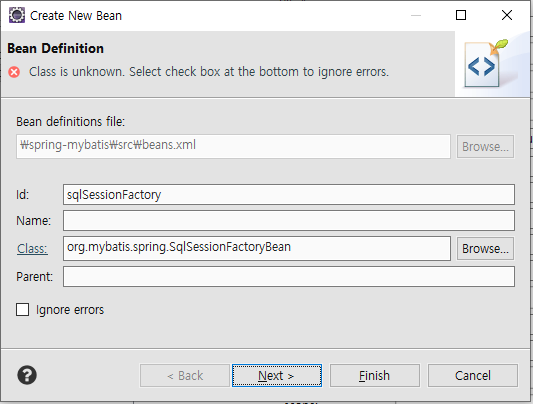 Create New Bean
Bean Definition
Class is unknown. Select check box at the bottom to ignore errors.
Bean definitions file:
₩spring-mybatis₩src₩beans.xml
Browse...
Id:
sqlSessionFactory
Name:
Class:
org.mybatis.spring.SqlSessionFactoryBean
Browse...
Parent:
Ignore errors
< Back
Next >
Finish
Cancel